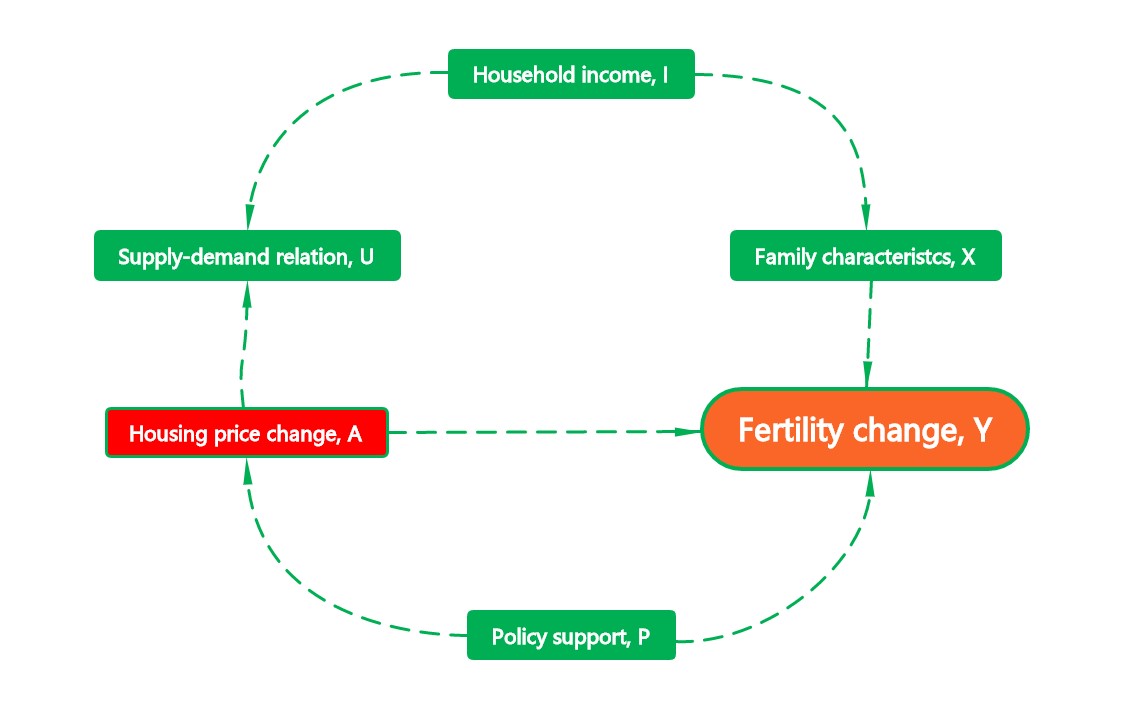 Household income, I
Supply-demand relation, U
Family characteristcs, X
Housing price change, A
Fertility change, Y
Policy support, P